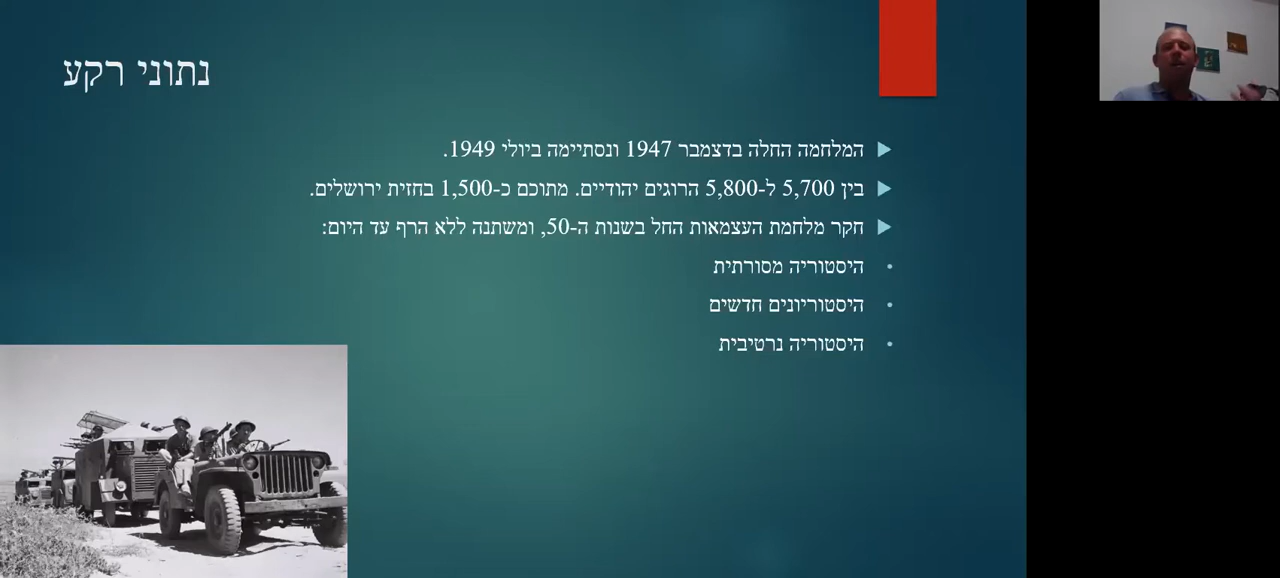 נתוני רקע
המלחמה החלה בדצמבר 1947 ונסתיימה ביולי 1949.
בין 5,700 ל-5,800 הרוגים יהודיים. מתוכם כ-1,500 בחזית ירושלים.
חקר מלחמת העצמאות החל בשנות ה-50, ומשתנה ללא הרף עד היום:
היסטוריה מסורתית
היסטוריונים חדשים
היסטוריה נרטיבית